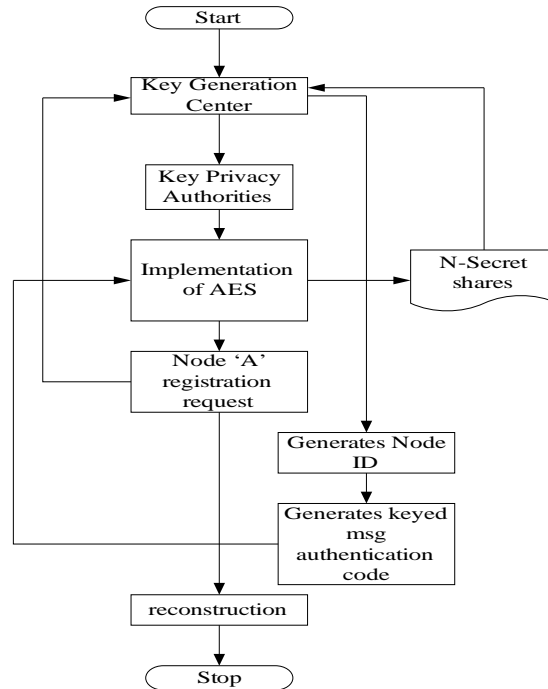 Start
Key Generation
Center
Key Privacy
Authorities
Implementation
of AES
N-Secret
shares
Node ‘A’
registration
request
Generates Node
ID
Generates keyed
msg
authentication
code
reconstruction
Stop